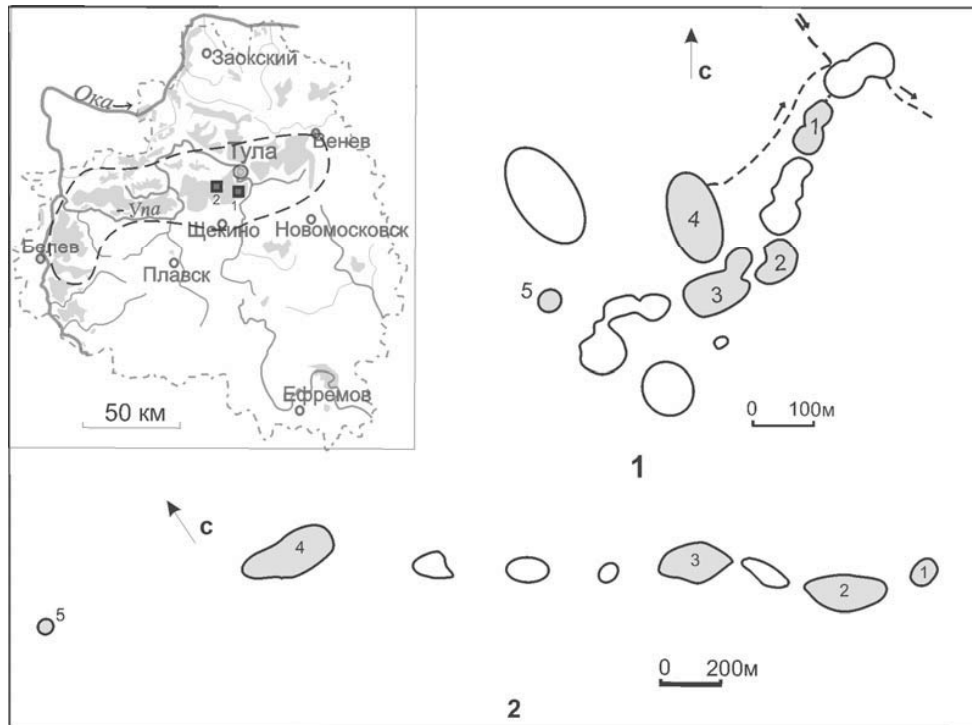 Заокский
Ока→
Венев
Тула
2
1
Упа
Щекино
Новомосковск
Белев
Плавск
Ефремов
50 км
с
1
4
2
3
5
0 100м
1
с
4
3
1
2
5
0 200м
2